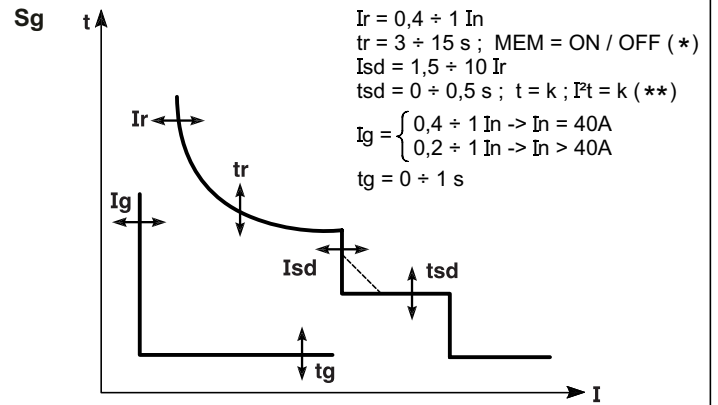 Sg
t
Ir = 0,4 ÷ 1 In
tr = 3 ÷ 15 s ; MEM = ON / OFF (*)
Isd = 1,5 ÷ 10 Ir
tsd = 0 ÷ 0,5 s ; t = k ; I²t = k (**)
Ig = { 0,4 ÷ 1 In -> In = 40A
0,2 ÷ 1 In -> In > 40A
tg = 0 ÷ 1 s
Ir
tr
Ig
Isd
tsd
tg
I